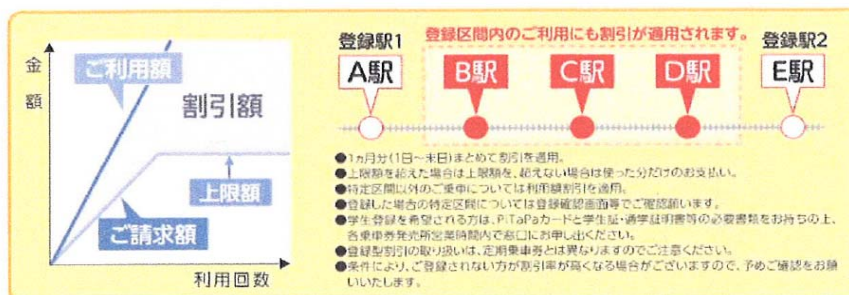 金額
ご利用額
割引額
上限額
ご請求額
利用回数
登録区間内のご利用にも割引が適用されます。
登録駅1
登録駅2
A駅
B駅
C駅
D駅
E駅
●1ヵ月分(1日～末日)まとめて割引を適用。
●上限額を超えた場合は上限額を、超えない場合は使った分だけのお支払い。
●特定区間以外のご乗車については利用額割引を適用。
●登録した場合の特定区間については登録確認画面等でご確認願います。
●学生登録を希望される方は、PiTaPaカードと学生証・通学証明書等の必要書類をお持ちの上、
各乗車券発売所営業時間内で窓口にお申し出ください。
●登録型割引の取り扱いは、定期乗車券とは異なりますのでご注意ください。
●条件により、ご登録されない方が割引率が高くなる場合がございますので、予めご確認をお願
いいたします。